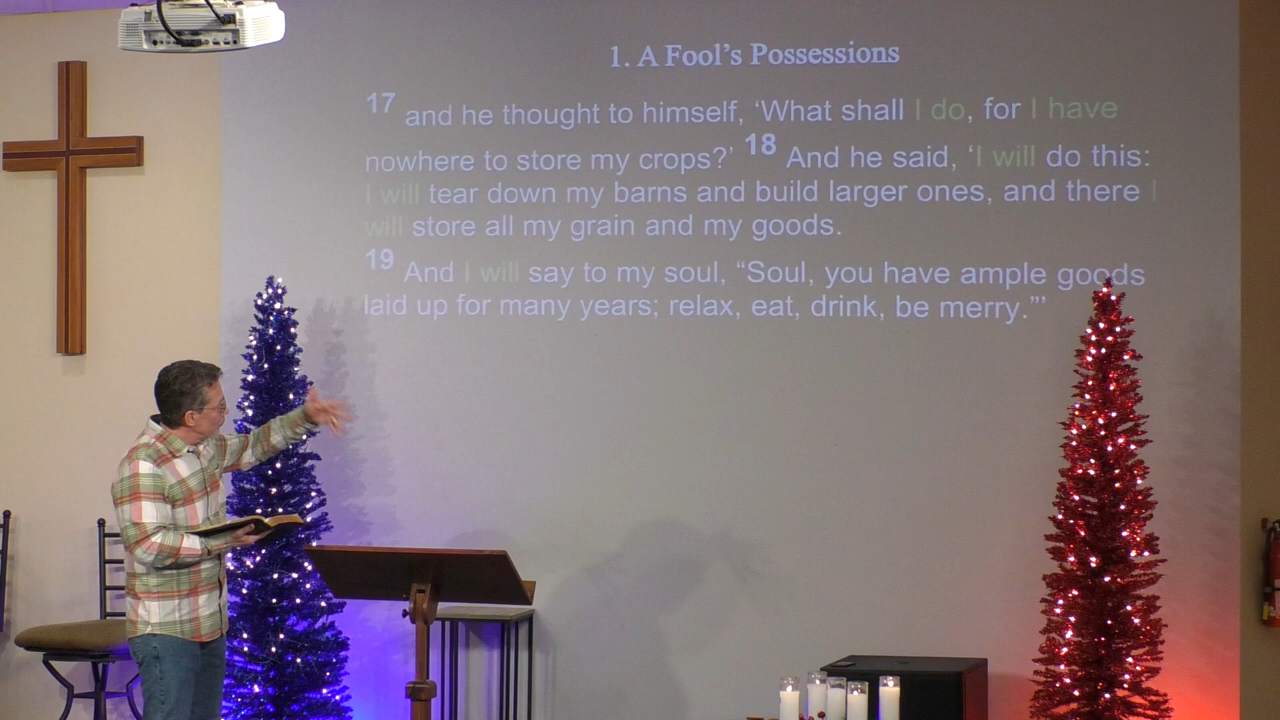 1. A Fool’s Possessions
17 and he thought to himself, ‘What shall I do, for I have
nowhere to store my crops?’ 18 And he said, ‘I will do this:
I will tear down my barns and build larger ones, and there I
will store all my grain and my goods.
19 And I will say to my soul, “Soul, you have ample goods
laid up for many years; relax, eat, drink, be merry.”’